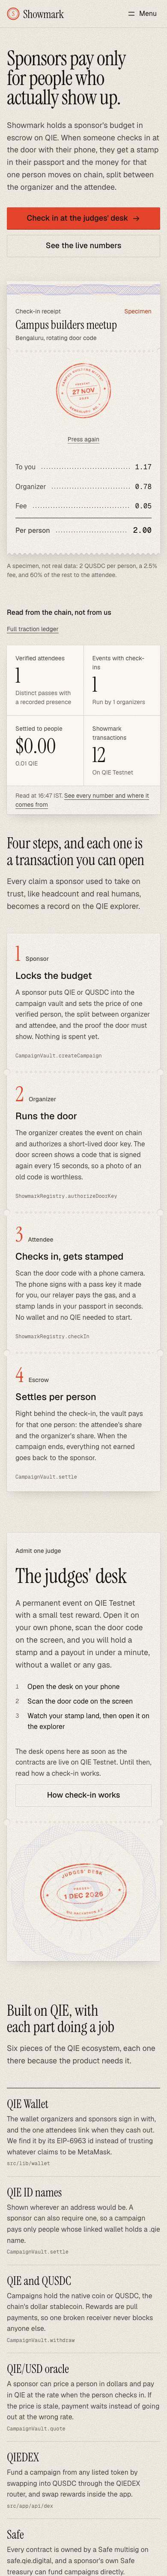 Showmark
Menu
Sponsors pay only
for people who
actually show up.
Showmark holds a sponsor's budget in
escrow on QIE. When someone checks in at
the door with their phone, they get a stamp
in their passport and the money for that
one person moves on chain, split between
the organizer and the attendee.
Check in at the judges' desk →
See the live numbers
Check-in receipt
Specimen
Campus builders meetup
Bengaluru, rotating door code
27 NOV
Press again
To you 1.17
Organizer 0.78
Fee 0.05
Per person 2.00
A specimen, not real data: 2 QUSDC per person, a 2.5%
fee, and 60% of the rest to the attendee.
Read from the chain, not from us
Full traction ledger
Verified attendees
1
Distinct passes with
a recorded presence
Events with check-
ins
1
Run by 1 organizers
Settled to people
$0.00
0.01 QIE
Showmark
transactions
12
On QIE Testnet
Read at 16:47 IST. See every number and where it
comes from
Four steps, and each one is
a transaction you can open
Every claim a sponsor used to take on
trust, like headcount and real humans,
becomes a record on the QIE explorer.
1 Sponsor
Locks the budget
A sponsor puts QIE or QUSDC into the
campaign vault and sets the price of one
verified person, the split between organizer
and attendee, and the proof the door must
show. Nothing is spent yet.
CampaignVault.createCampaign
2 Organizer
Runs the door
The organizer creates the event on chain
and authorizes a short-lived door key. The
door screen shows a code that is signed
again every 15 seconds, so a photo of an
old code is worthless.
ShowmarkRegistry.authorizeDoorKey
3 Attendee
Checks in, gets stamped
Scan the door code with a phone camera.
The phone signs with a pass key it made
for you, our relayer pays the gas, and a
stamp lands in your passport in seconds.
No wallet and no QIE needed to start.
ShowmarkRegistry.checkIn
4 Escrow
Settles per person
Right behind the check-in, the vault pays
for that one person: the attendee's share
and the organizer's share. When the
campaign ends, everything not earned
goes back to the sponsor.
CampaignVault.settle
Admit one judge
The judges' desk
A permanent event on QIE Testnet
with a small test reward. Open it on
your own phone, scan the door code
on the screen, and you will hold a
stamp and a payout in under a minute,
without a wallet or any gas.
1 Open the desk on your phone
2 Scan the door code on the screen
3 Watch your stamp land, then open it on
the explorer
The desk opens here as soon as the
contracts are live on QIE Testnet. Until then,
read how a check-in works.
How check-in works
JUDGES' DESK
1 DEC 2026
Built on QIE, with
each part doing a job
Six pieces of the QIE ecosystem, each one
there because the product needs it.
QIE Wallet
The wallet organizers and sponsors sign in with,
and the one attendees link when they cash out.
We find it by its EIP-6963 id instead of trusting
whatever claims to be MetaMask.
src/lib/wallet
QIE ID names
Shown wherever an address would be. A
sponsor can also require one, so a campaign
pays only people whose linked wallet holds a .qie
name.
CampaignVault.settle
QIE and QUSDC
Campaigns hold the native coin or QUSDC, the
chain's dollar stablecoin. Rewards are pull
payments, so one broken receiver never blocks
anyone else.
CampaignVault.withdraw
QIE/USD oracle
A sponsor can price a person in dollars and pay
in QIE at the rate when the person checks in. If
the price is stale, payment waits instead of going
out at the wrong rate.
CampaignVault.quote
QIEDEX
Fund a campaign from any listed token by
swapping into QUSDC through the QIEDEX
router, and swap rewards inside the app.
src/app/api/dex
Safe
Every contract is owned by a Safe multisig on
safe.qie.digital, and a sponsor's own Safe
treasury can fund campaigns directly.